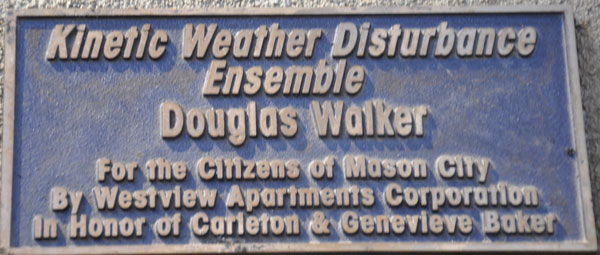 Kinetic Weather Disturbance
Ensemble
Douglas Walker
For the Citizens of Mason City
By Westview Apartments Corporation
In Honor of Carleton & Genevieve Baker